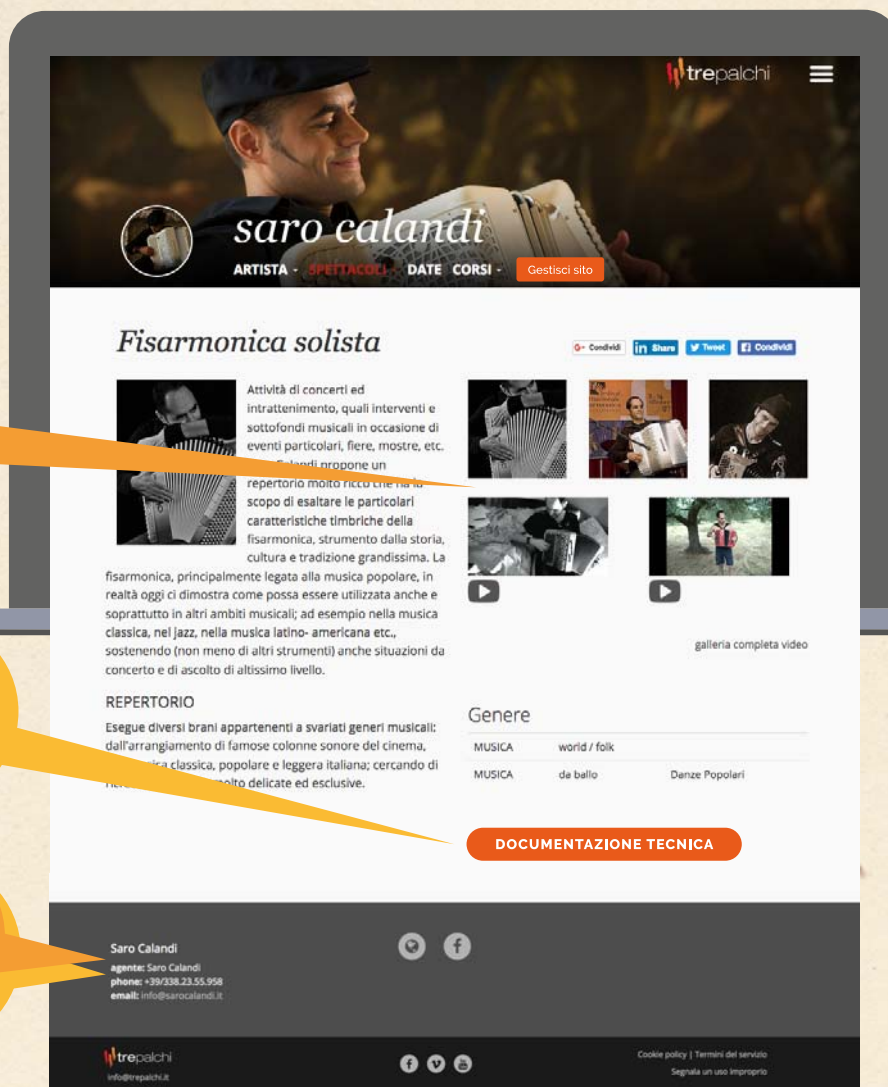 trepalchi
saro calandi
ARTISTA - SPETTACOLI - DATE CORSI - Gestisci sito
Fisarmonica solista
G+ Condividi in Share Tweet Condividi
Attività di concerti ed
intrattenimento, quali interventi e
sottofondi musicali in occasione di
eventi particolari, fiere, mostre, etc.
Calandi propone un
repertorio molto ricco che ha lo
scopo di esaltare le particolari
caratteristiche timbriche della
fisarmonica, strumento dalla storia,
cultura e tradizione grandissima. La
fisarmonica, principalmente legata alla musica popolare, in
realtà oggi ci dimostra come possa essere utilizzata anche e
soprattutto in altri ambiti musicali; ad esempio nella musica
classica, nel jazz, nella musica latino- americana etc.,
sostenendo (non meno di altri strumenti) anche situazioni da
concerto e di ascolto di altissimo livello.
REPERTORIO
Esegue diversi brani appartenenti a svariati generi musicali:
dall'arrangiamento di famose colonne sonore del cinema,
classica, popolare e leggera italiana; cercando di
molto delicate ed esclusive.
galleria completa video
Genere
MUSICA world / folk
MUSICA da ballo Danze Popolari
DOCUMENTAZIONE TECNICA
Saro Calandi
agente: Saro Calandi
phone: +39/338.23.55.958
email: info@sarocalandi.it
trepalchi
info@trepalchi.it
Cookie policy | Termini del servizio
Segnala un uso improprio